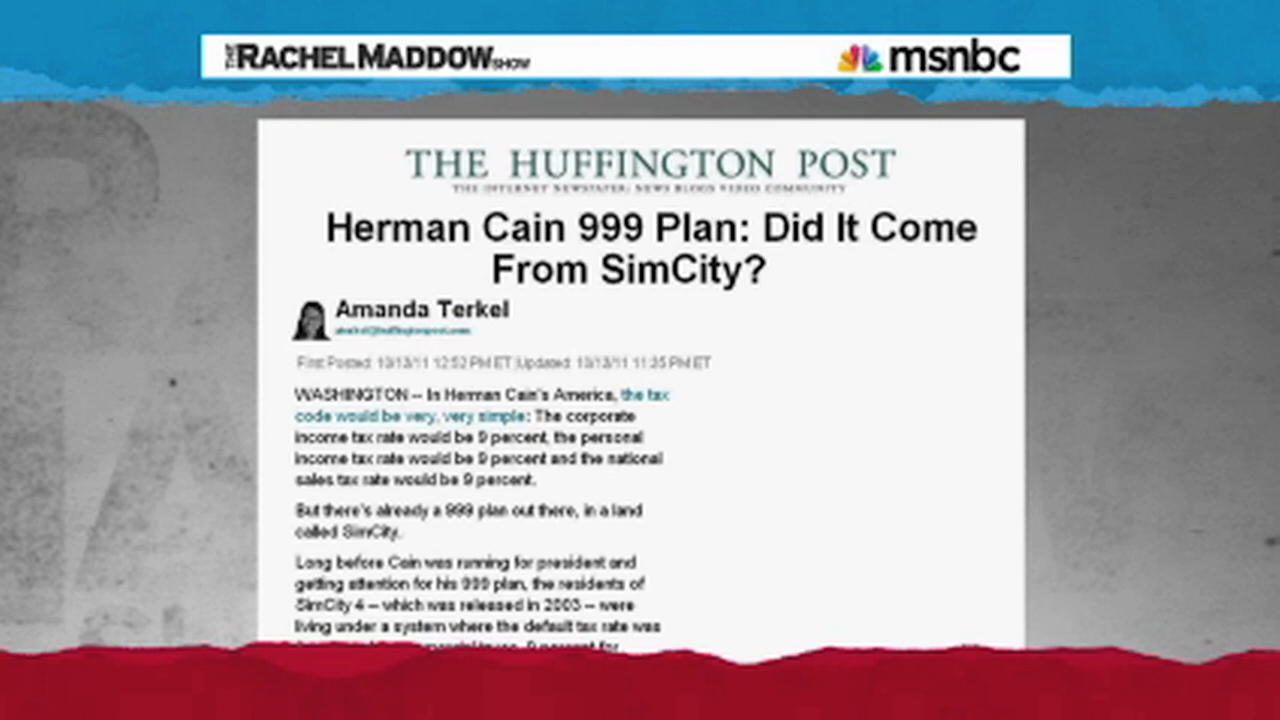 THE RACHEL MADDOW SHOW
msnbc
THE HUFFINGTON POST
THE INTERNET NEWSPAPER: NEWS BLOGS VIDEO COMMUNITY
Herman Cain 999 Plan: Did It Come
From SimCity?
Amanda Terkel
First Posted: 10/13/11 12:52 PM ET Updated: 10/13/11 11:35 PM ET
WASHINGTON -- In Herman Cain's America, the tax
code would be very, very simple: The corporate
income tax rate would be 9 percent, the personal
income tax rate would be 9 percent and the national
sales tax rate would be 9 percent.
But there's already a 999 plan out there, in a land
called SimCity.
Long before Cain was running for president and
getting attention for his 999 plan, the residents of
SimCity 4 -- which was released in 2003 -- were
living under a system where the default tax rate was